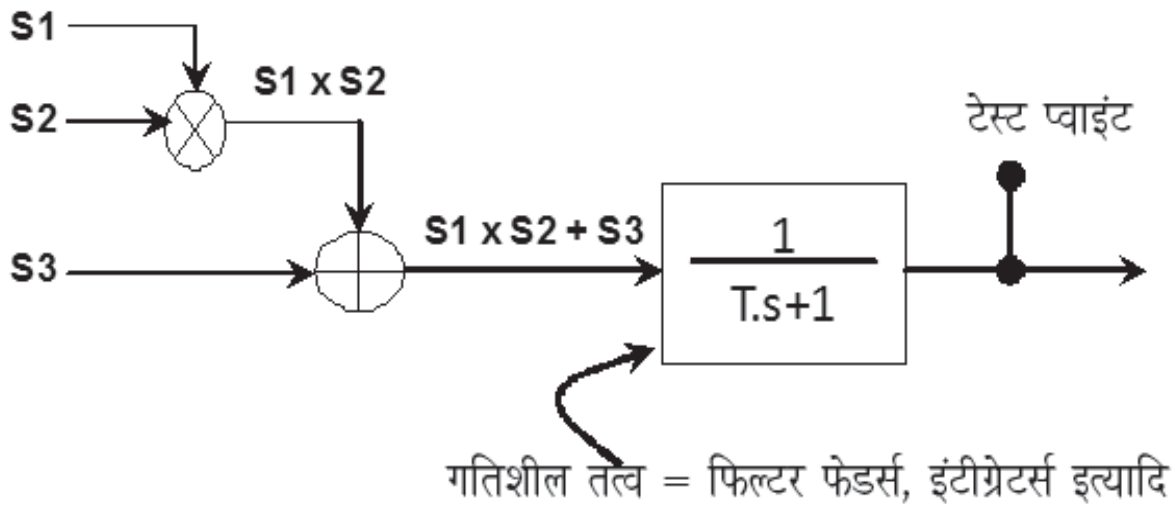 S1
S1 x S2
S2
टेस्ट प्वाइंट
S1 x S2 + S3
S3
1
T.s+1
गतिशील तत्व = फिल्टर फेडर्स, इंटीग्रेटर्स इत्यादि